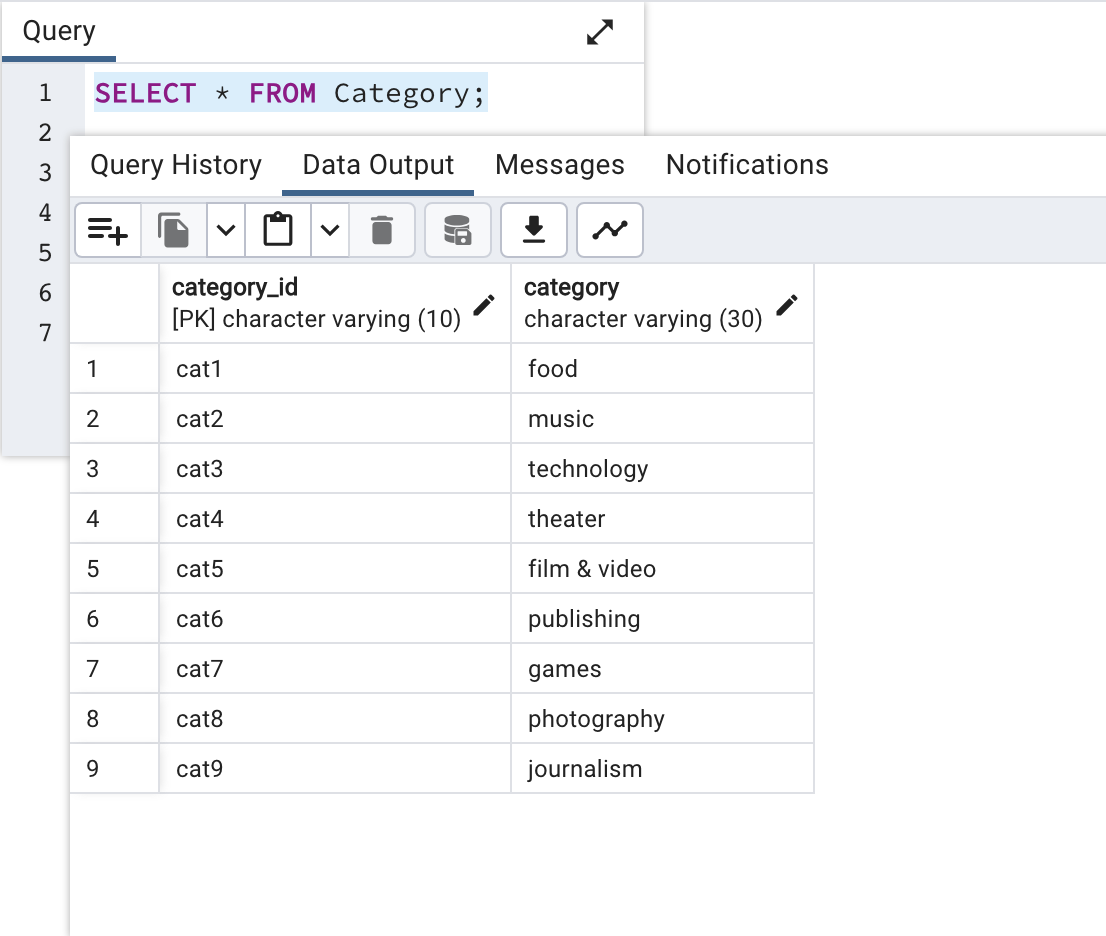 Query
1 SELECT * FROM Category;
2
3
4
5
6
7
Query History Data Output Messages Notifications
category_id category
[PK] character varying (10) character varying (30)
1 cat1 food
2 cat2 music
3 cat3 technology
4 cat4 theater
5 cat5 film & video
6 cat6 publishing
7 cat7 games
8 cat8 photography
9 cat9 journalism